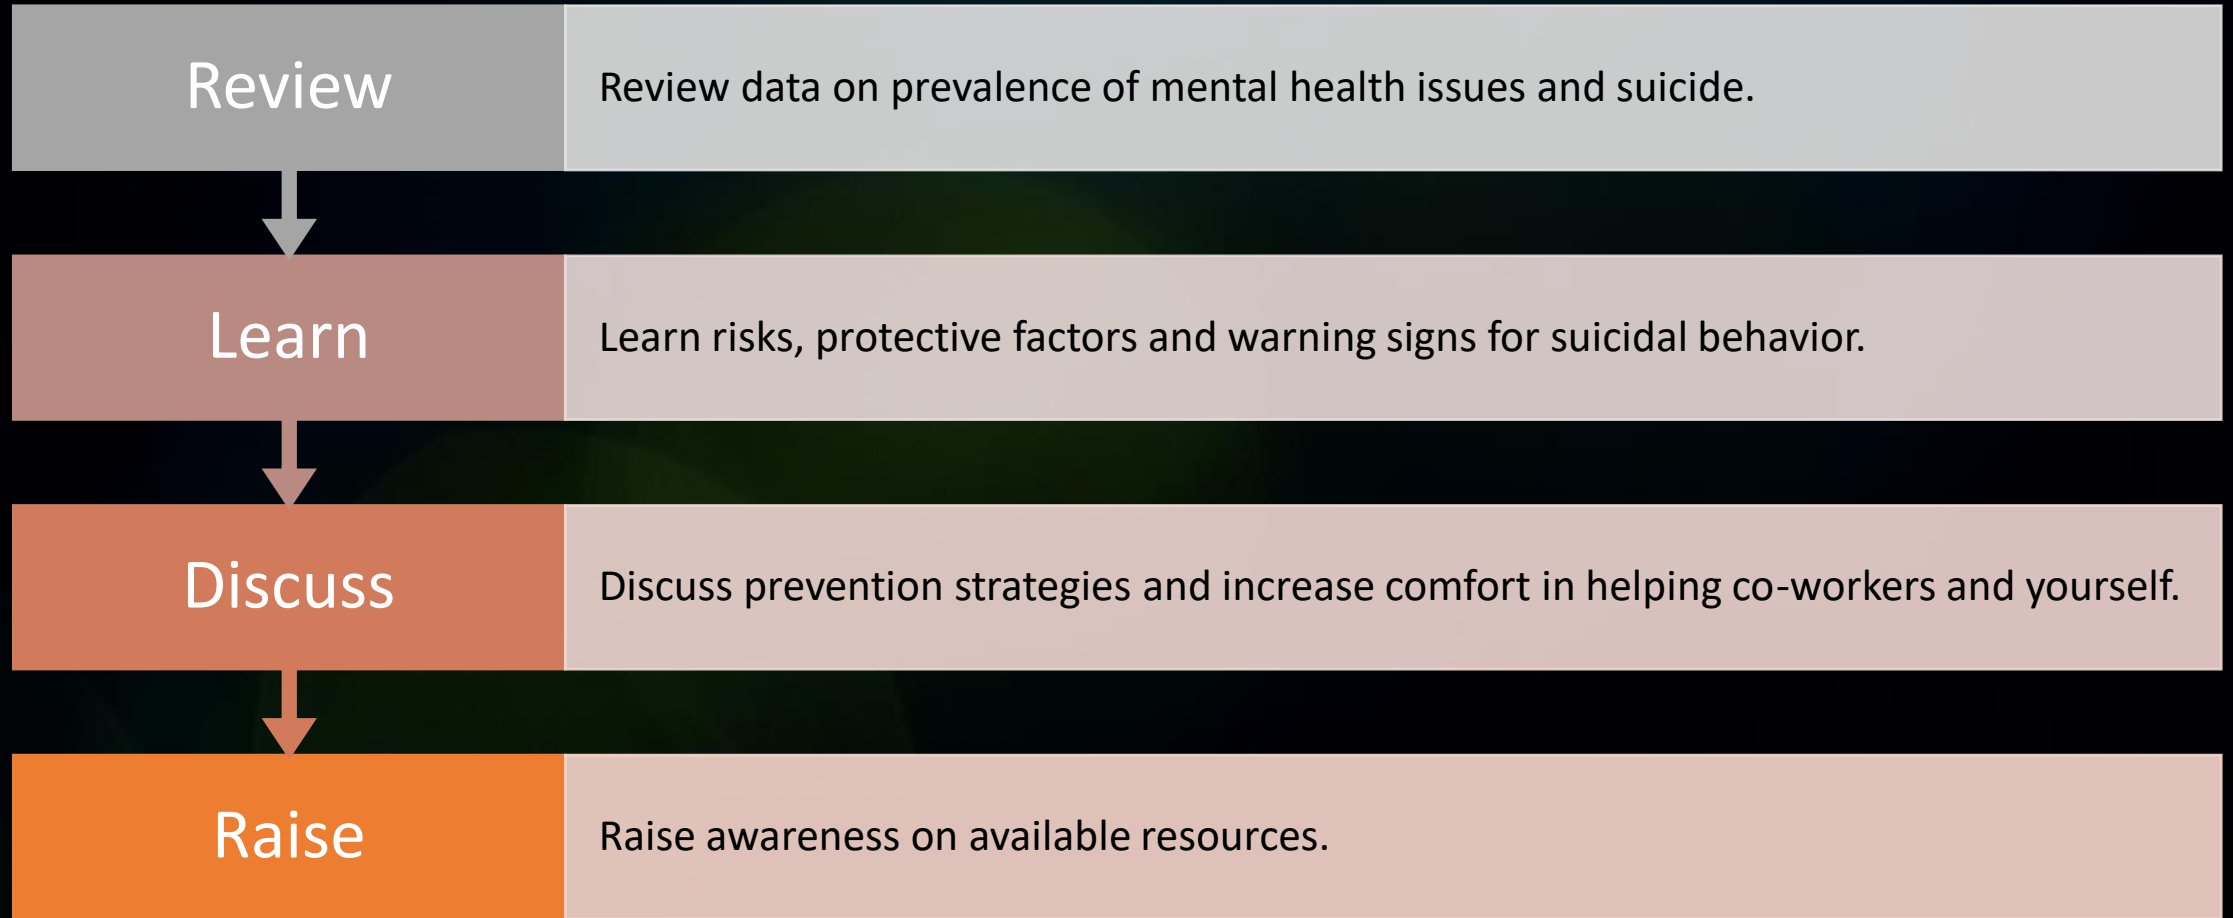 Review
Review data on prevalence of mental health issues and suicide.
Learn
Learn risks, protective factors and warning signs for suicidal behavior.
Discuss
Discuss prevention strategies and increase comfort in helping co-workers and yourself.
Raise
Raise awareness on available resources.